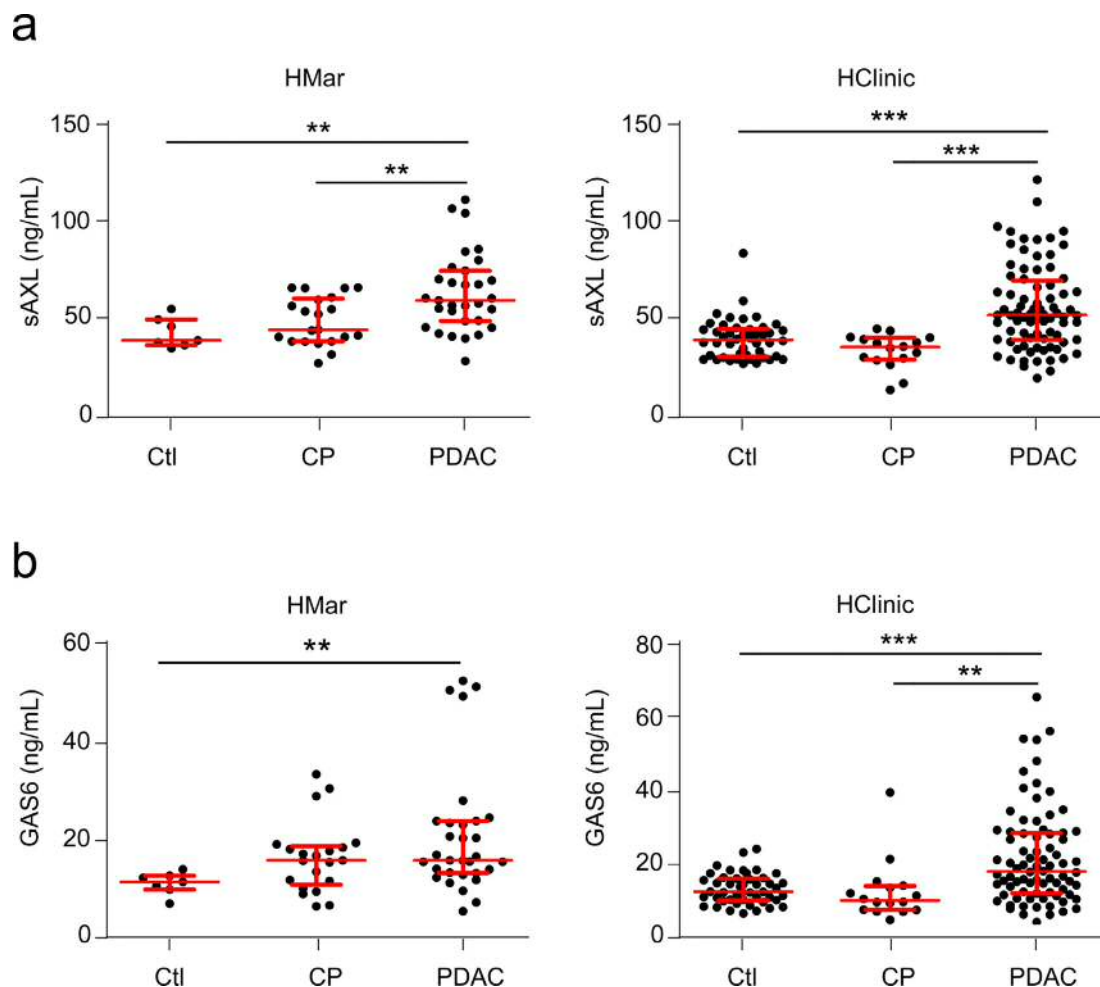 a
HMar
HClinic
150
100
50
0
sAXL (ng/mL)
**
**
Ctl
CP
PDAC
150
100
50
0
sAXL (ng/mL)
***
***
Ctl
CP
PDAC
b
HMar
HClinic
60
40
20
0
GAS6 (ng/mL)
**
Ctl
CP
PDAC
80
60
40
20
0
GAS6 (ng/mL)
***
**
Ctl
CP
PDAC